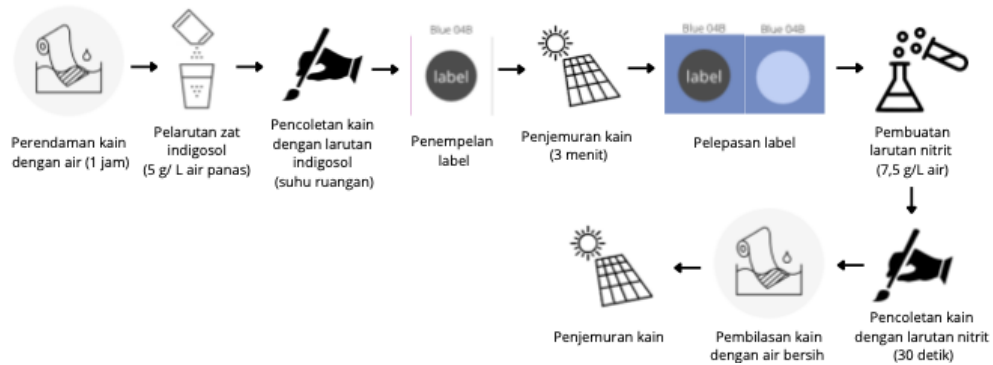 Perendaman kain
dengan air (1 jam)
Pelarutan zat
indigosol
(5 g/ L air panas)
Pencoletan kain
dengan larutan
indigosol
(suhu ruangan)
Blue 04B
label
Penempelan
label
Penjemuran kain
(3 menit)
Blue 04B
Blue 04B
label
Pelepasan label
Pembuatan
larutan nitrit
(7,5 g/L air)
Pencoletan kain
dengan larutan nitrit
(30 detik)
Pembilasan kain
dengan air bersih
Penjemuran kain